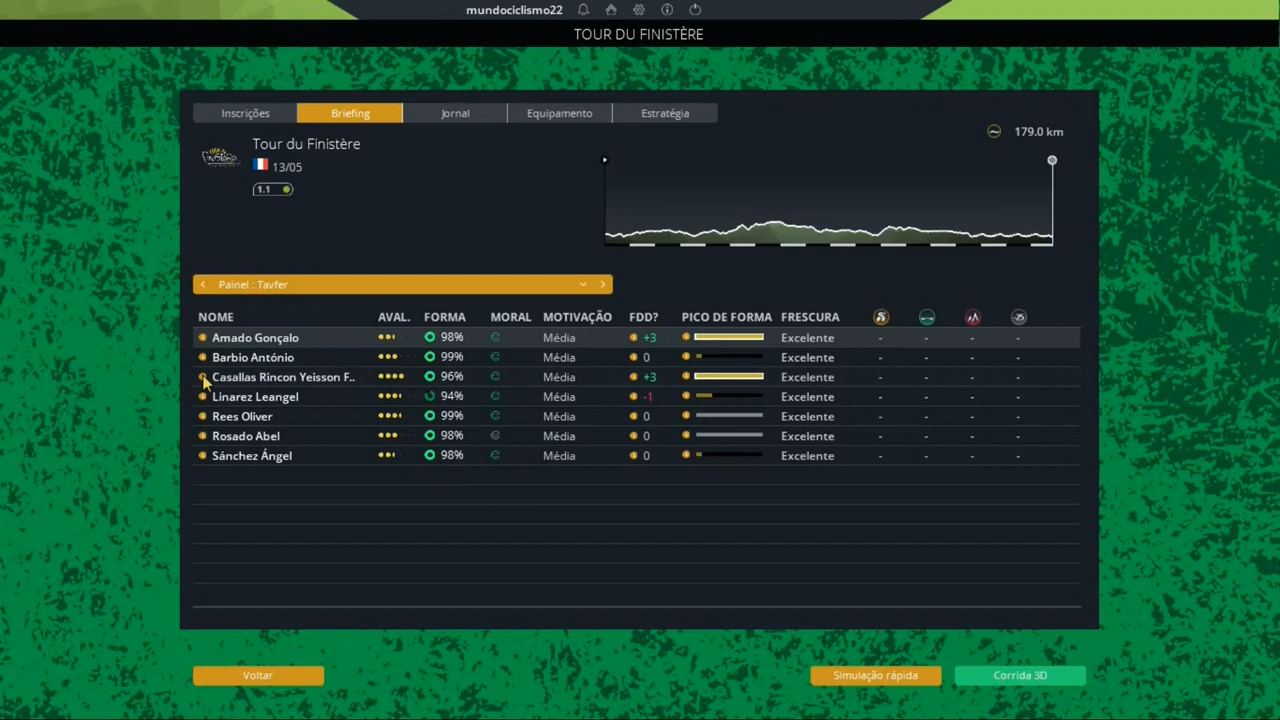 mundociclismo22
TOUR DU FINISTÈRE
Inscrições Briefing Jornal Equipamento Estratégia
Tour du Finistère
13/05
1.1
179.0 km
Painel : Tavfer
NOME AVAL. FORMA MORAL MOTIVAÇÃO FDD? PICO DE FORMA FRESCURA
Amado Gonçalo 98% Média +3 Excelente - - - -
Barbio António 99% Média 0 Excelente - - - -
Casallas Rincon Yeisson F.. 96% Média +3 Excelente - - - -
Linarez Leangel 94% Média -1 Excelente - - - -
Rees Oliver 99% Média 0 Excelente - - - -
Rosado Abel 98% Média 0 Excelente - - - -
Sánchez Ángel 98% Média 0 Excelente - - - -
Voltar Simulação rápida Corrida 3D